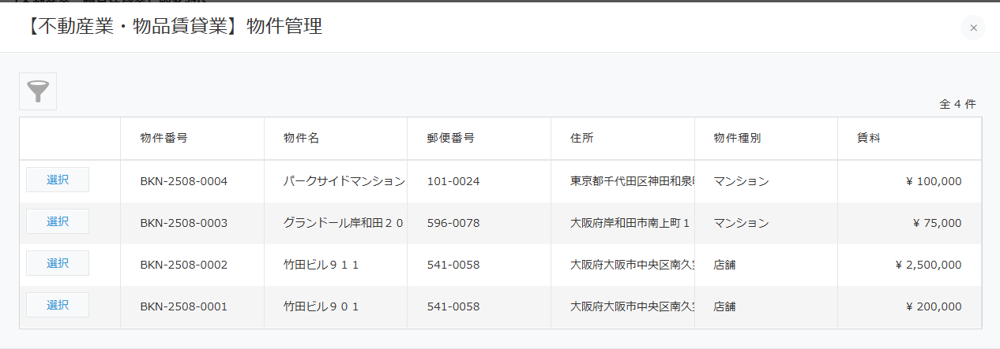 【不動産業・物品賃貸業】物件管理
×
全 4 件
物件番号 物件名 郵便番号 住所 物件種別 賃料
選択 BKN-2508-0004 パークサイドマンション 101-0024 東京都千代田区神田和泉 マンション ¥ 100,000
選択 BKN-2508-0003 グランドール岸和田２０ 596-0078 大阪府岸和田市南上町１ マンション ¥ 75,000
選択 BKN-2508-0002 竹田ビル９１１ 541-0058 大阪府大阪市中央区南久 店舗 ¥ 2,500,000
選択 BKN-2508-0001 竹田ビル９０１ 541-0058 大阪府大阪市中央区南久 店舗 ¥ 200,000